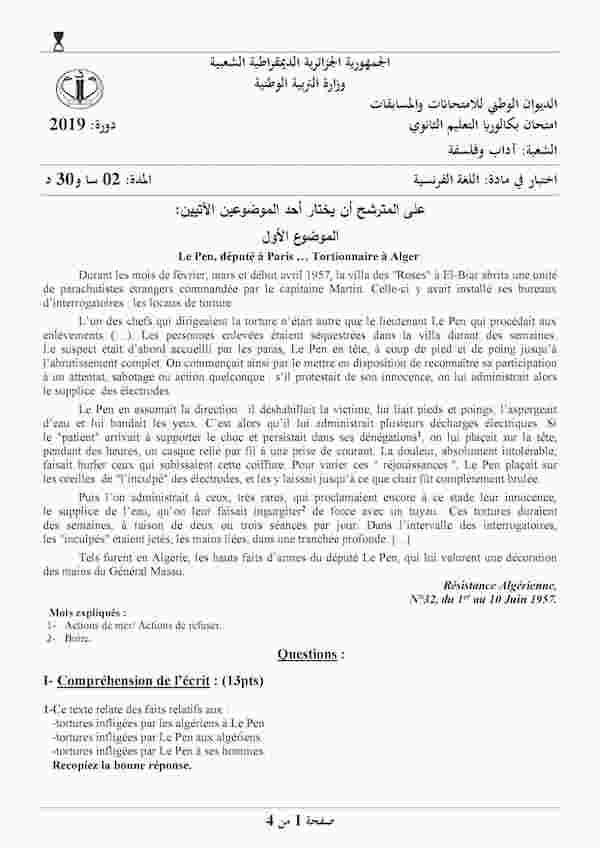 الجمهورية الجزائرية الديمقراطية الشعبية
وزارة التربية الوطنية
الديوان الوطني للامتحانات والمسابقات
امتحان بكالوريا التعليم الثانوي
دورة: 2019
الشعبة: آداب وفلسفة
اختبار في مادة: اللغة الفرنسية
المدة: 02 سا و30 د
على المترشح أن يختار أحد الموضوعين الآتيين:
الموضوع الأول
Le Pen, député à Paris … Tortionnaire à Alger
Durant les mois de février, mars et début avril 1957, la villa des "Roses" à El-Biar abrita une unité
de parachutistes étrangers commandée par le capitaine Martin. Celle-ci y avait installé ses bureaux
d'interrogatoires : les locaux de torture
L'un des chefs qui dirigeaient la torture n'était autre que le lieutenant Le Pen qui procédait aux
enlèvements (…). Les personnes enlevées étaient séquestrées dans la villa durant des semaines.
Le suspect était d'abord accueilli par les paras, Le Pen en tête, à coup de pied et de poing jusqu'à
l'abrutissement complet. On commençait ainsi par le mettre en disposition de reconnaître sa participation
à un attentat, sabotage ou action quelconque s'il protestait de son innocence, on lui administrait alors
le supplice des électrodes
Le Pen en assumait la direction il déshabillait la victime, lui liait pieds et poings, l'aspergeait
d'eau et lui bandait les yeux. C'est alors qu'il lui administrait plusieurs décharges électriques. Si
le "patient" arrivait à supporter le choc et persistait dans ses dénégations¹, on lui plaçait sur la tête,
pendant des heures, un casque relié par fil à une prise de courant. La douleur, absolument intolérable,
faisait hurler ceux qui subissaient cette coiffure. Pour varier ces " réjouissances ", Le Pen plaçait sur
les oreilles de "l'inculpé" des électrodes, et les y laissait jusqu'à ce que chair fût complètement brûlée.
Puis l'on administrait à ceux, très rares, qui proclamaient encore à ce stade leur innocence,
le supplice de l'eau, qu'on leur faisait ingurgiter² de force avec un tuyau. Ces tortures duraient
des semaines, à raison de deux ou trois séances par jour. Dans l'intervalle des interrogatoires,
les "inculpés" étaient jetés, les mains liées, dans une tranchée profonde. […]
Tels furent en Algérie, les hauts faits d'armes du député Le Pen, qui lui valurent une décoration
des mains du Général Massu.
Résistance Algérienne,
N°32, du 1er au 10 Juin 1957.
Mots expliqués :
1- Actions de nier/ Actions de refuser.
2- Boire.
Questions :
I- Compréhension de l'écrit : (13pts)
1-Ce texte relate des faits relatifs aux :
-tortures infligées par les algériens à Le Pen
-tortures infligées par Le Pen aux algériens
-tortures infligées par Le Pen à ses hommes
Recopiez la bonne réponse.
صفحة 1 من 4